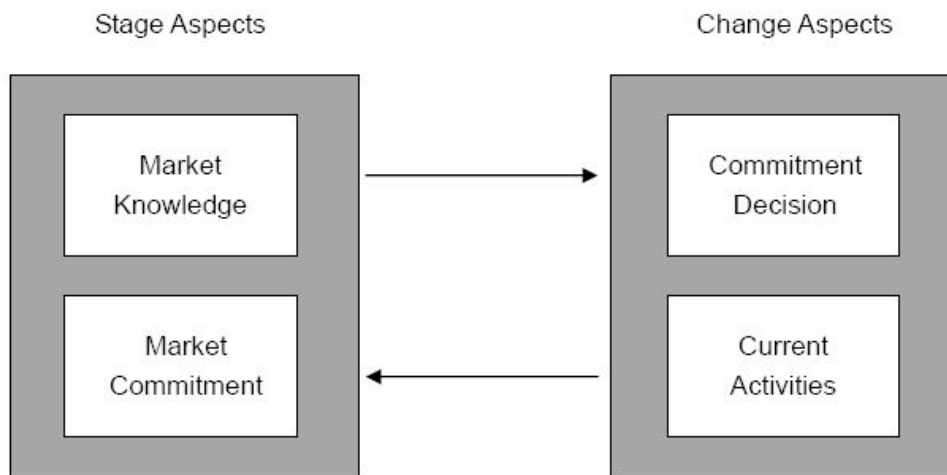 Stage Aspects
Change Aspects
Market
Knowledge
Commitment
Decision
Market
Commitment
Current
Activities